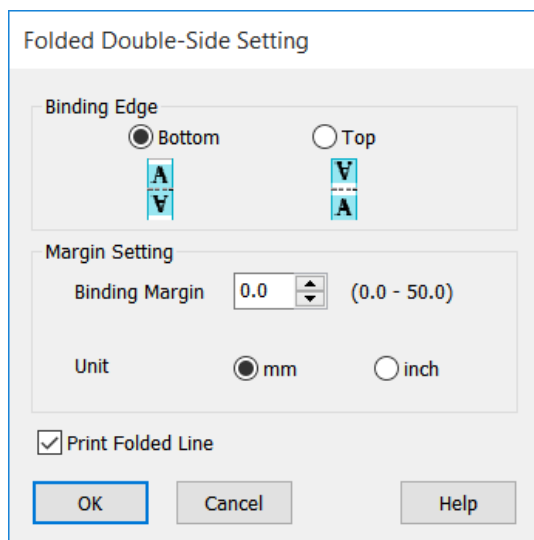 Folded Double-Side Setting
Binding Edge
Bottom Top
A A
A A
Margin Setting
Binding Margin 0.0 (0.0 - 50.0)
Unit mm inch
Print Folded Line
OK Cancel Help